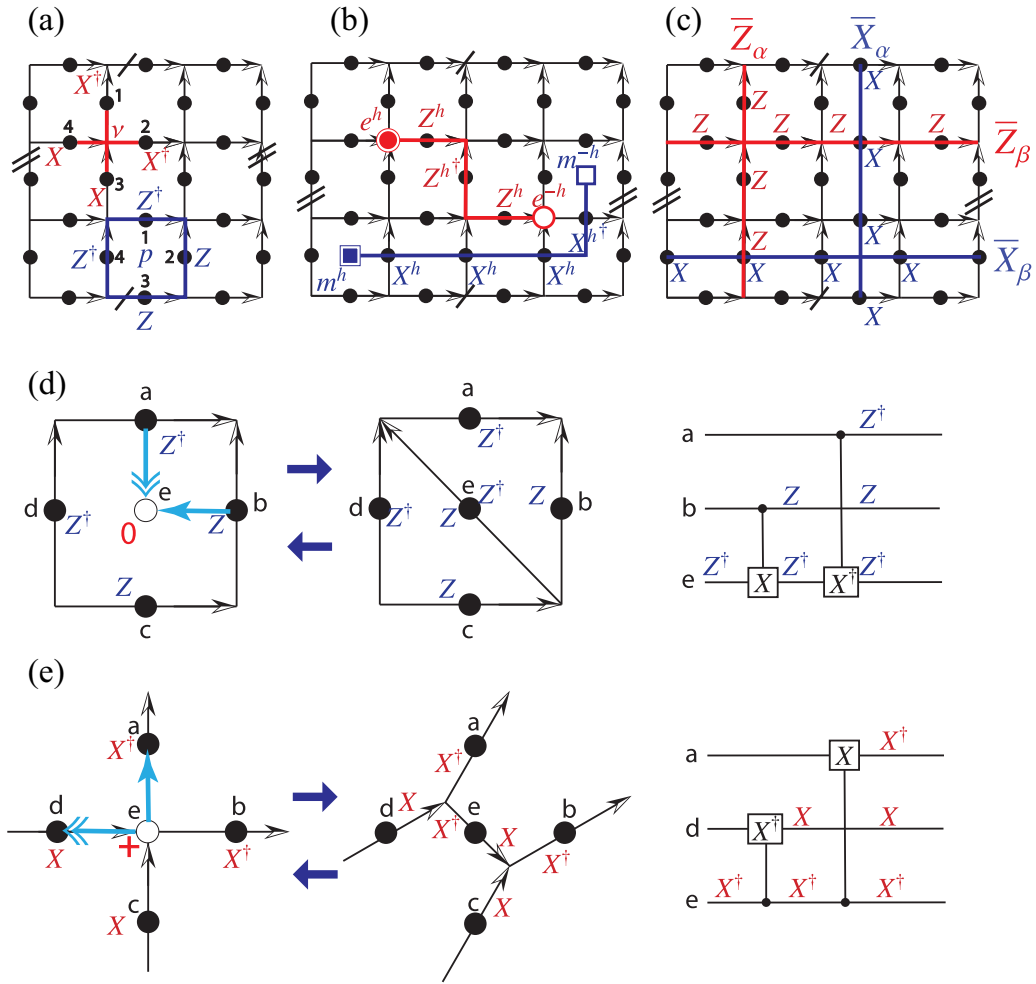 (a) (b) (c)
Z̅α X̅α
X†
1
X
4 ν 2
X X†
3
X
Z†
1
Z† 4 p 2 Z
3
Z
e^h Z^h
m^{-h}
Z^{h†}
Z^h e^{-h}
X^{h†}
m^h X^h X^h X^h
Z
Z Z Z Z Z̅β
X
Z
Z X
X X X X X X̅β
X
(d)
a a
Z† Z† a Z†
d e b d e Z† b b Z
Z† 0 Z Z† Z Z
e Z† X Z† X† Z†
Z Z
c c
(e)
a a
X† X† a X X†
d e b d X e b
X + X† X† X X† d X† X X
c c
X X e X† X† X†